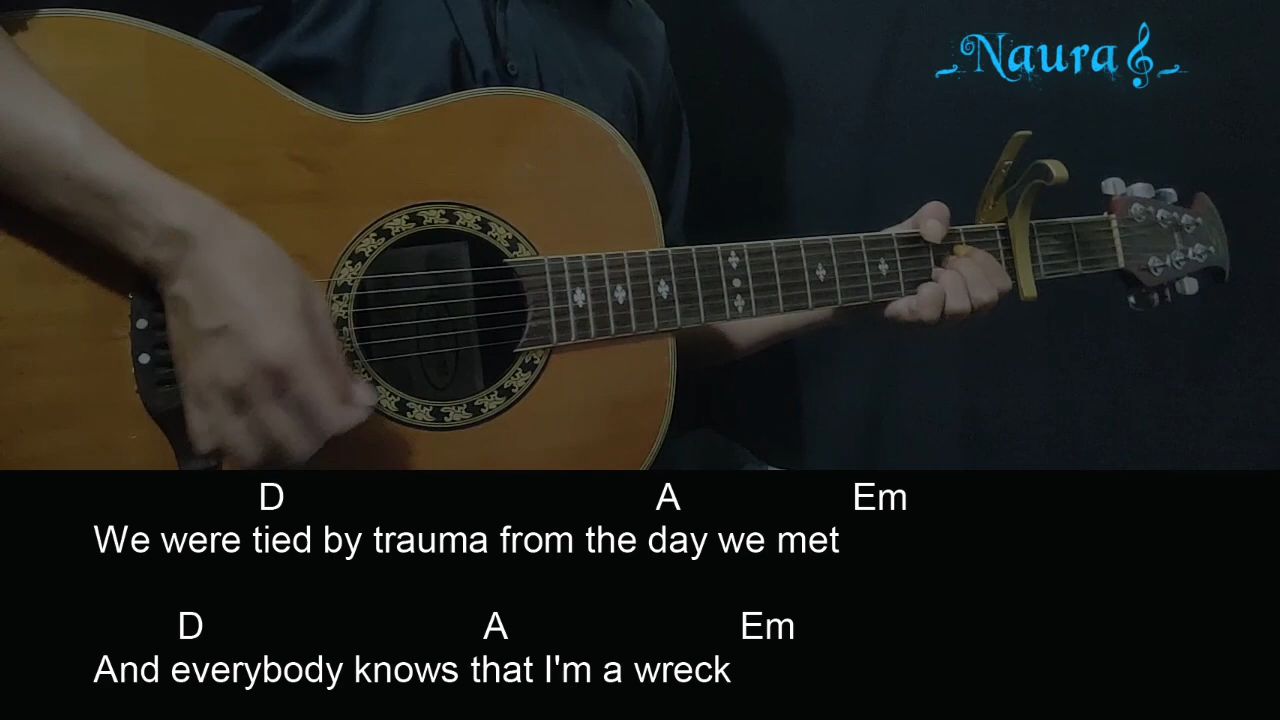 Naura
D A Em
We were tied by trauma from the day we met
D A Em
And everybody knows that I'm a wreck